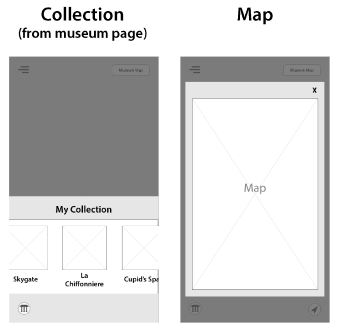 Collection
(from museum page)
Map
Museum Map
Museum Map
X
My Collection
Map
Skygate
La
Chiffonniere
Cupid's Spa